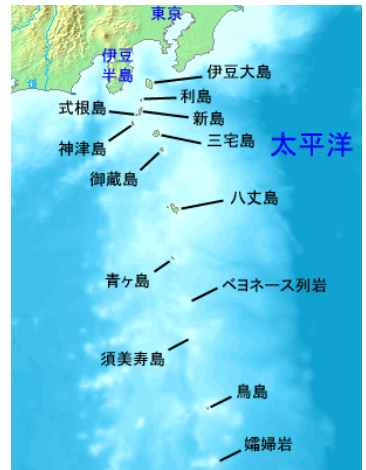 東京
伊豆
半島
伊豆大島
利島
式根島
新島
神津島
三宅島
太平洋
御蔵島
八丈島
青ヶ島
ベヨネース列岩
須美寿島
鳥島
孀婦岩